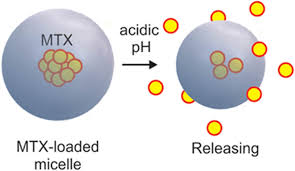 MTX
acidic
pH
MTX-loaded
micelle
Releasing